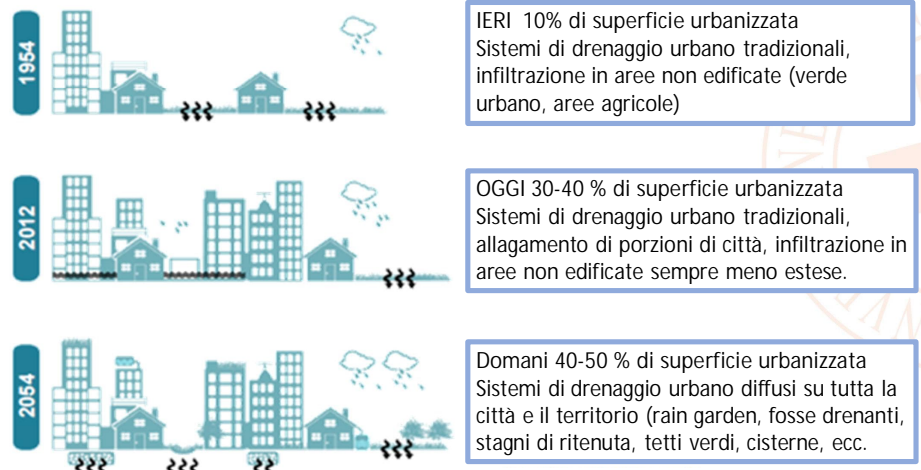 1954
IERI 10% di superficie urbanizzata
Sistemi di drenaggio urbano tradizionali,
infiltrazione in aree non edificate (verde
urbano, aree agricole)
2012
OGGI 30-40 % di superficie urbanizzata
Sistemi di drenaggio urbano tradizionali,
allagamento di porzioni di città, infiltrazione in
aree non edificate sempre meno estese.
2054
Domani 40-50 % di superficie urbanizzata
Sistemi di drenaggio urbano diffusi su tutta la
città e il territorio (rain garden, fosse drenanti,
stagni di ritenuta, tetti verdi, cisterne, ecc.